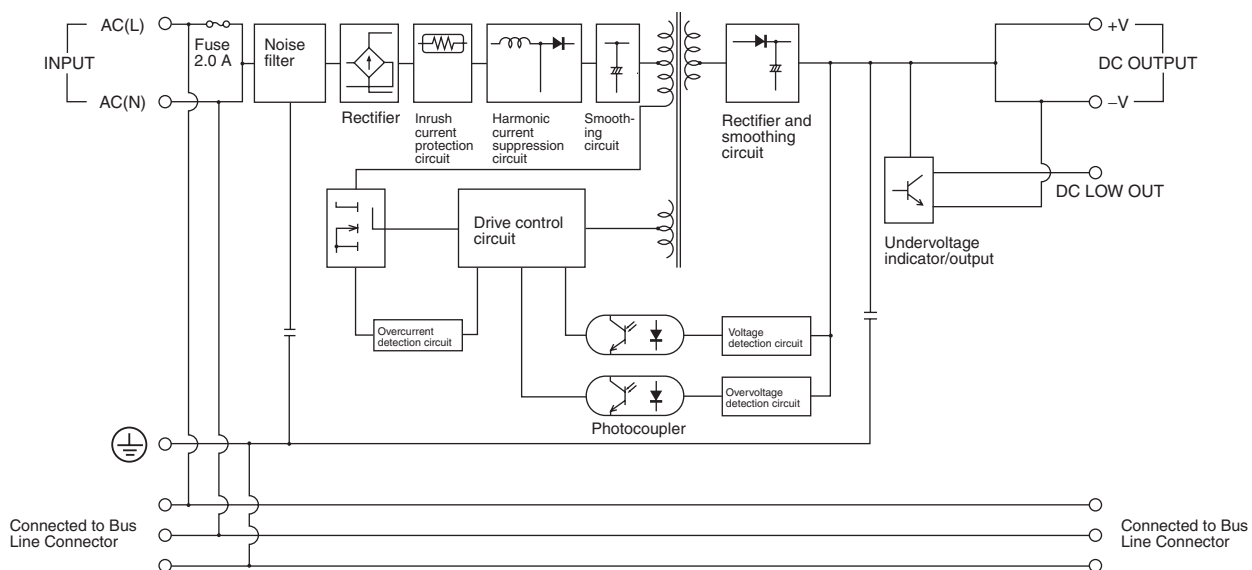 AC(L)
INPUT
AC(N)
Fuse
2.0 A
Noise
filter
Rectifier
Inrush
current
protection
circuit
Harmonic
current
suppression
circuit
Smooth-
ing
circuit
Rectifier and
smoothing
circuit
+V
DC OUTPUT
–V
DC LOW OUT
Undervoltage
indicator/output
Drive control
circuit
Overcurrent
detection circuit
Voltage
detection circuit
Overvoltage
detection circuit
Photocoupler
Connected to Bus
Line Connector
Connected to Bus
Line Connector